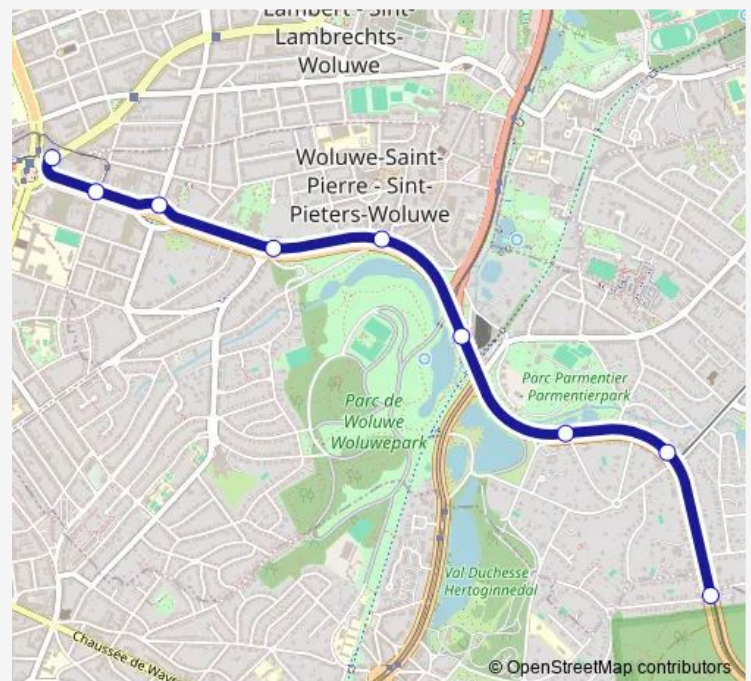 Lambert - Sint-
Lambrechts-
Woluwe
Woluwe-Saint-
Pierre - Sint-
Pieters-Woluwe
Parc Parmentier
- Parmentierpark
Parc de
Woluwe
- Woluwepark
Val Duchesse
- Hertoginnedal
Chaussée de Wav
© OpenStreetMap contributors